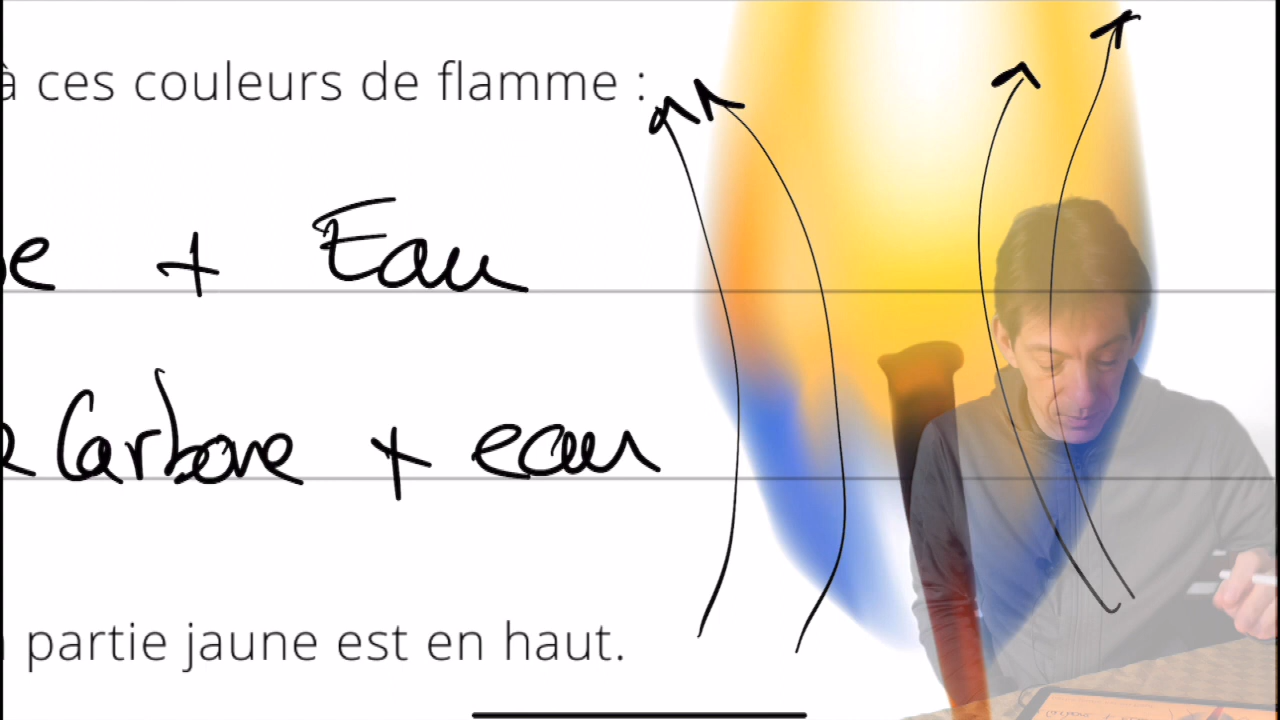 à ces couleurs de flamme :
+ Eau
Carbone + eau
partie jaune est en haut.